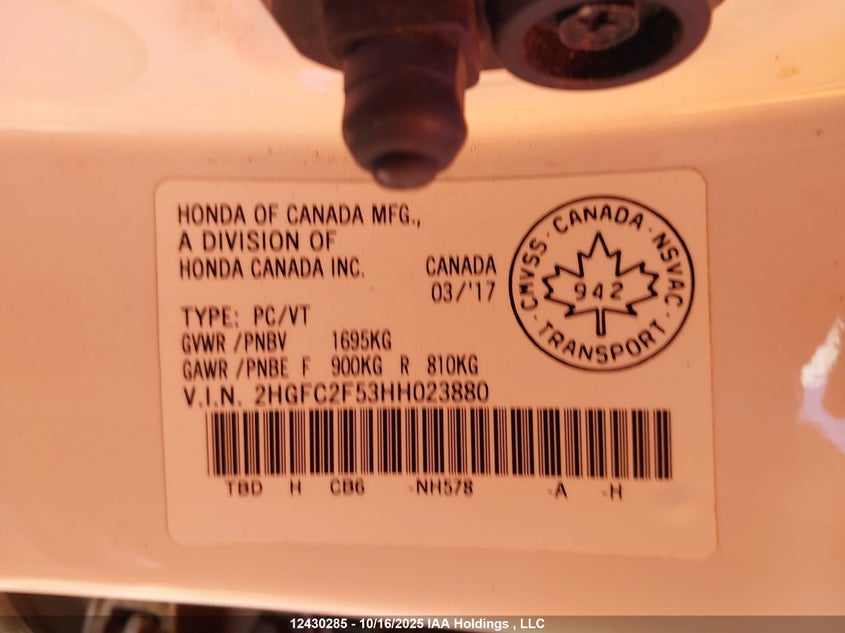 HONDA OF CANADA MFG.,
A DIVISION OF
HONDA CANADA INC.
CANADA
03/'17
CMVSS · CANADA · NSVAC · TRANSPORT ·
942
TYPE: PC/VT
GVWR /PNBV 1695KG
GAWR /PNBE F 900KG R 810KG
V.I.N. 2HGFC2F53HH023880
TBD H CB6 -NH578 -A -H
12430285 - 10/16/2025 IAA Holdings , LLC